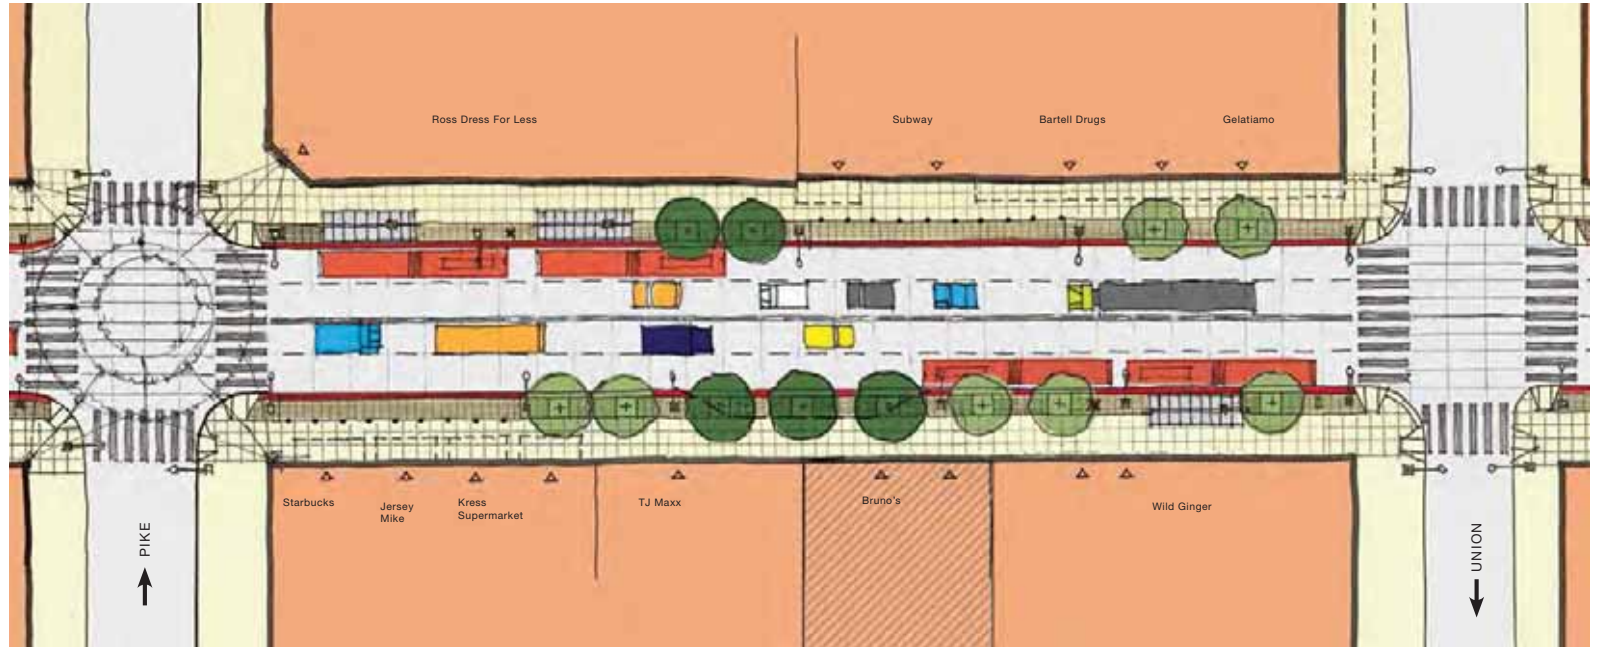 Ross Dress For Less
Subway
Bartell Drugs
Gelatiamo
Starbucks
Jersey
Mike
Kress
Supermarket
TJ Maxx
Bruno's
Wild Ginger
PIKE
UNION